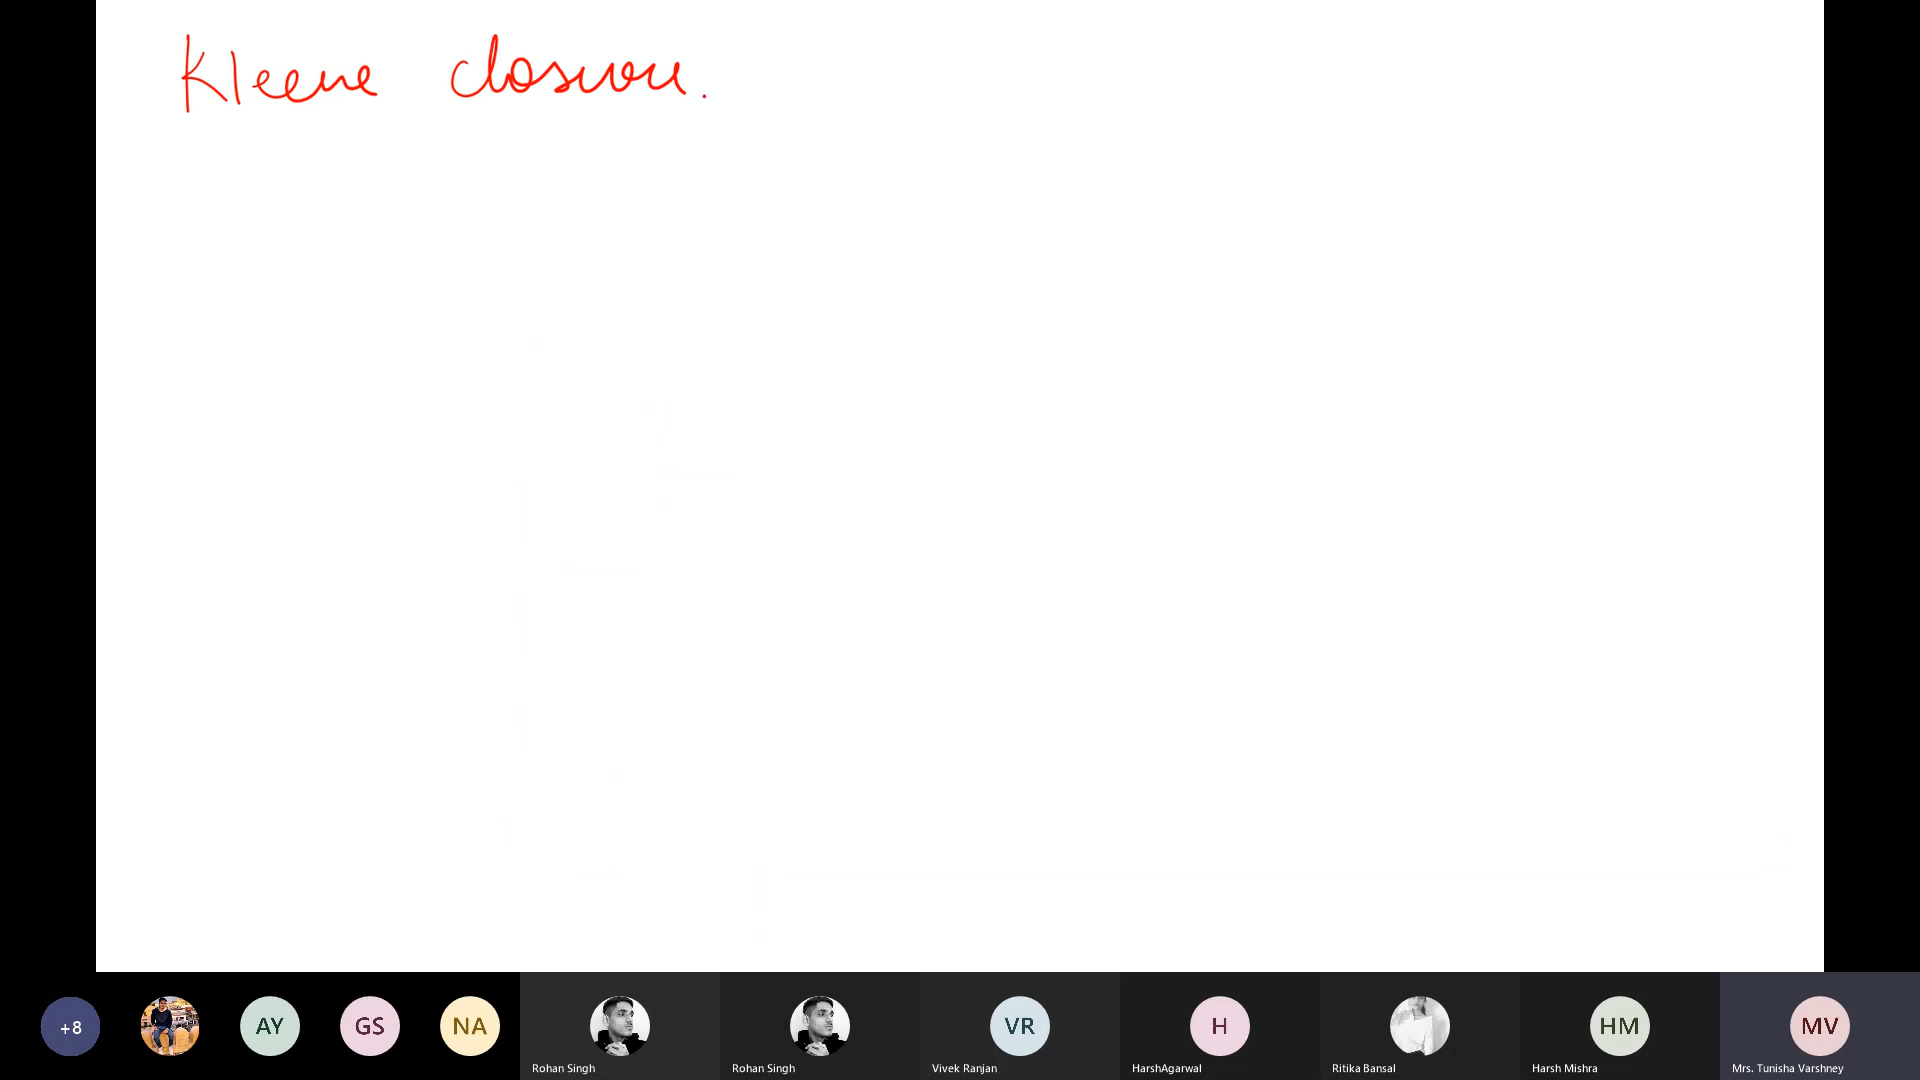 Kleene closure.
+8
AY
GS
NA
VR
H
HM
MV
Rohan Singh
Rohan Singh
Vivek Ranjan
HarshAgarwal
Ritika Bansal
Harsh Mishra
Mrs. Tunisha Varshney